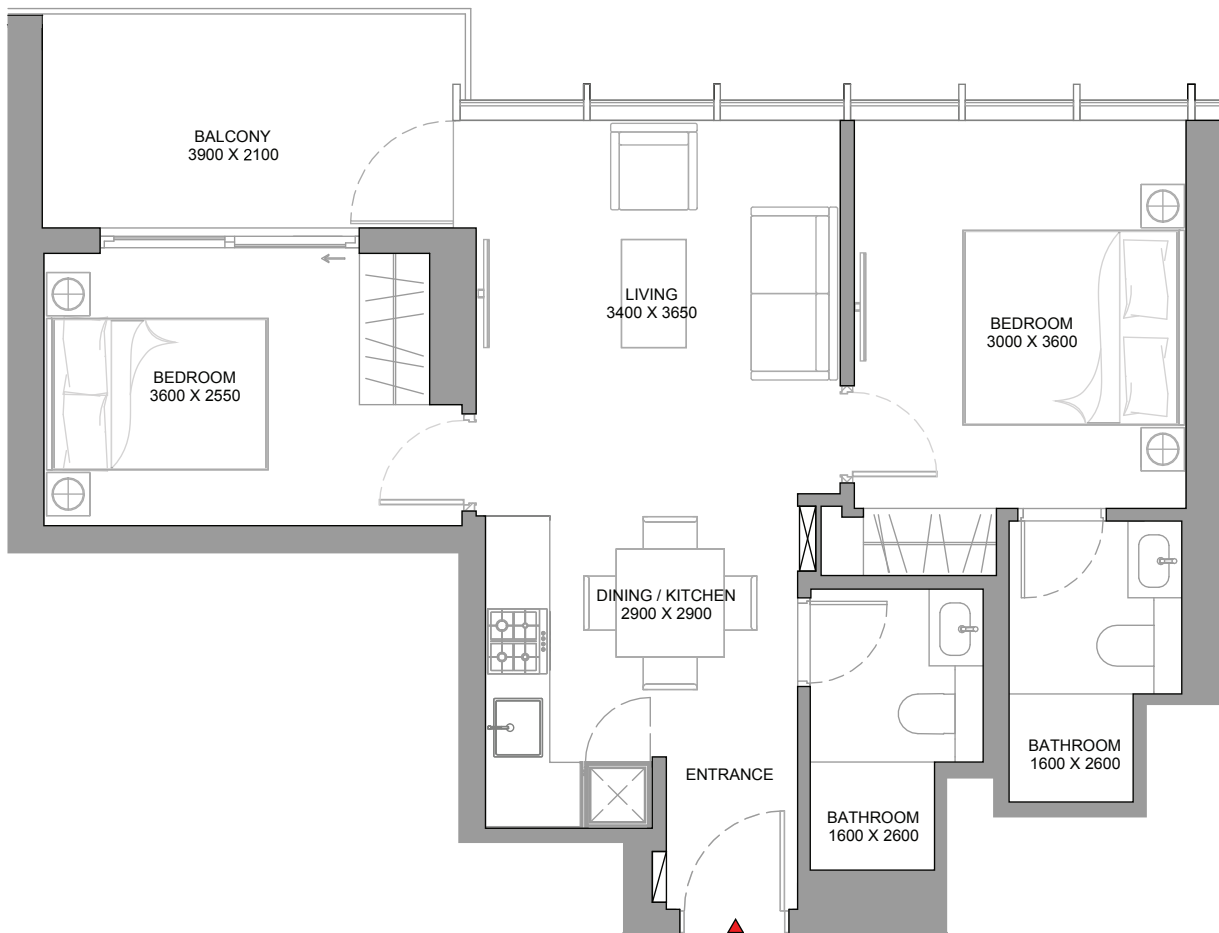 BALCONY
3900 X 2100
LIVING
3400 X 3650
BEDROOM
3000 X 3600
BEDROOM
3600 X 2550
DINING / KITCHEN
2900 X 2900
ENTRANCE
BATHROOM
1600 X 2600
BATHROOM
1600 X 2600